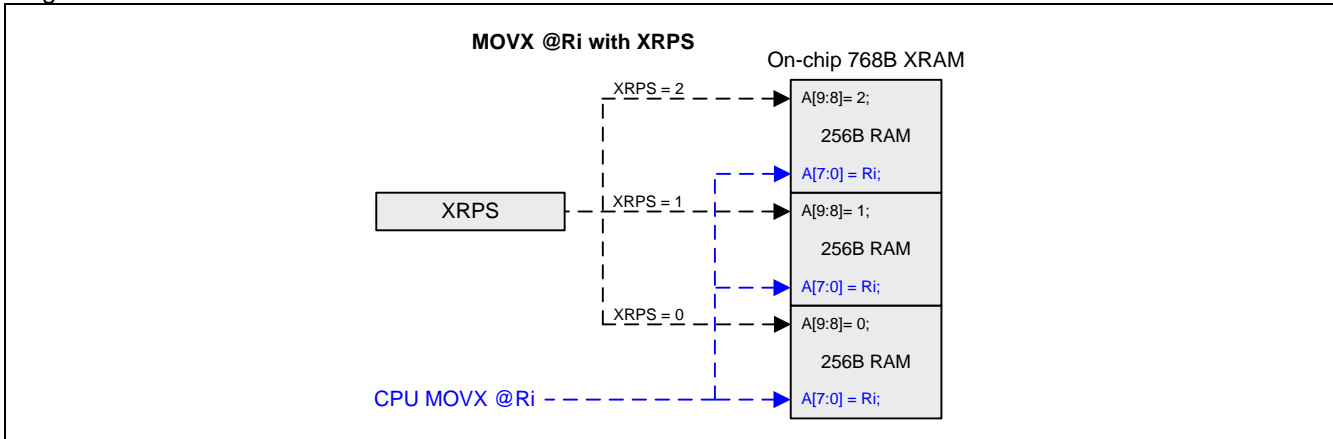 MOVX @Ri with XRPS
On-chip 768B XRAM
XRPS = 2
A[9:8]= 2;
256B RAM
A[7:0] = Ri;
XRPS
XRPS = 1
A[9:8]= 1;
256B RAM
A[7:0] = Ri;
XRPS = 0
A[9:8]= 0;
256B RAM
CPU MOVX @Ri
A[7:0] = Ri;